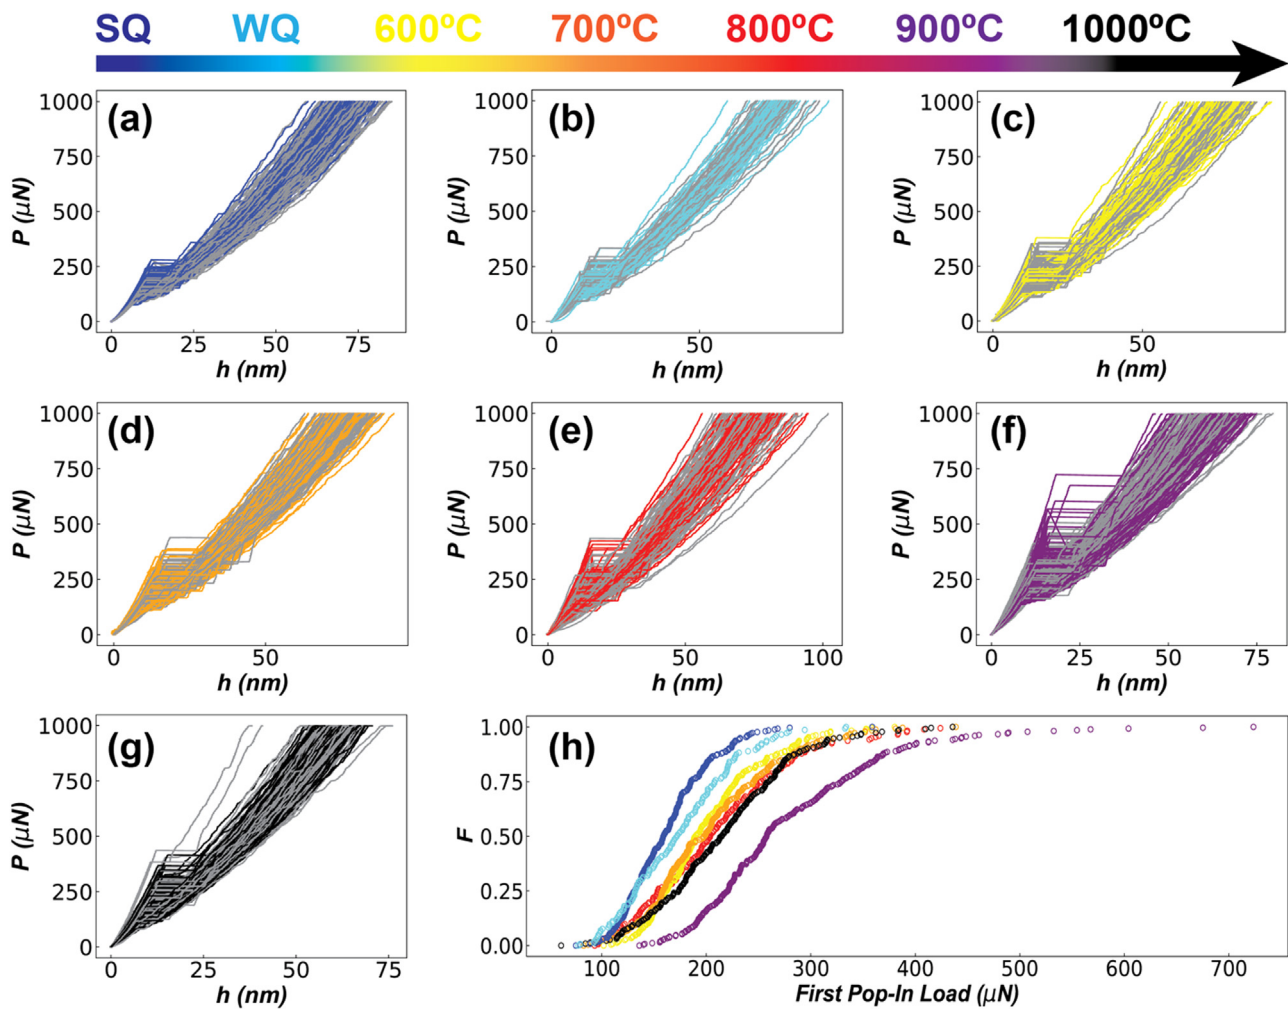 SQ WQ 600ºC 700ºC 800ºC 900ºC 1000ºC
(a) (b) (c)
1000 1000 1000
750 750 750
500 500 500
250 250 250
0 0 0
P (μN) P (μN) P (μN)
0 25 50 75 0 50 0 50
h (nm) h (nm) h (nm)
(d) (e) (f)
1000 1000 1000
750 750 750
500 500 500
250 250 250
0 0 0
P (μN) P (μN) P (μN)
0 50 0 50 100 0 25 50 75
h (nm) h (nm) h (nm)
(g) (h)
1000 1.00
750 0.75
500 0.50
250 0.25
0 0.00
P (μN) F
0 25 50 75 100 200 300 400 500 600 700
h (nm) First Pop-In Load (μN)